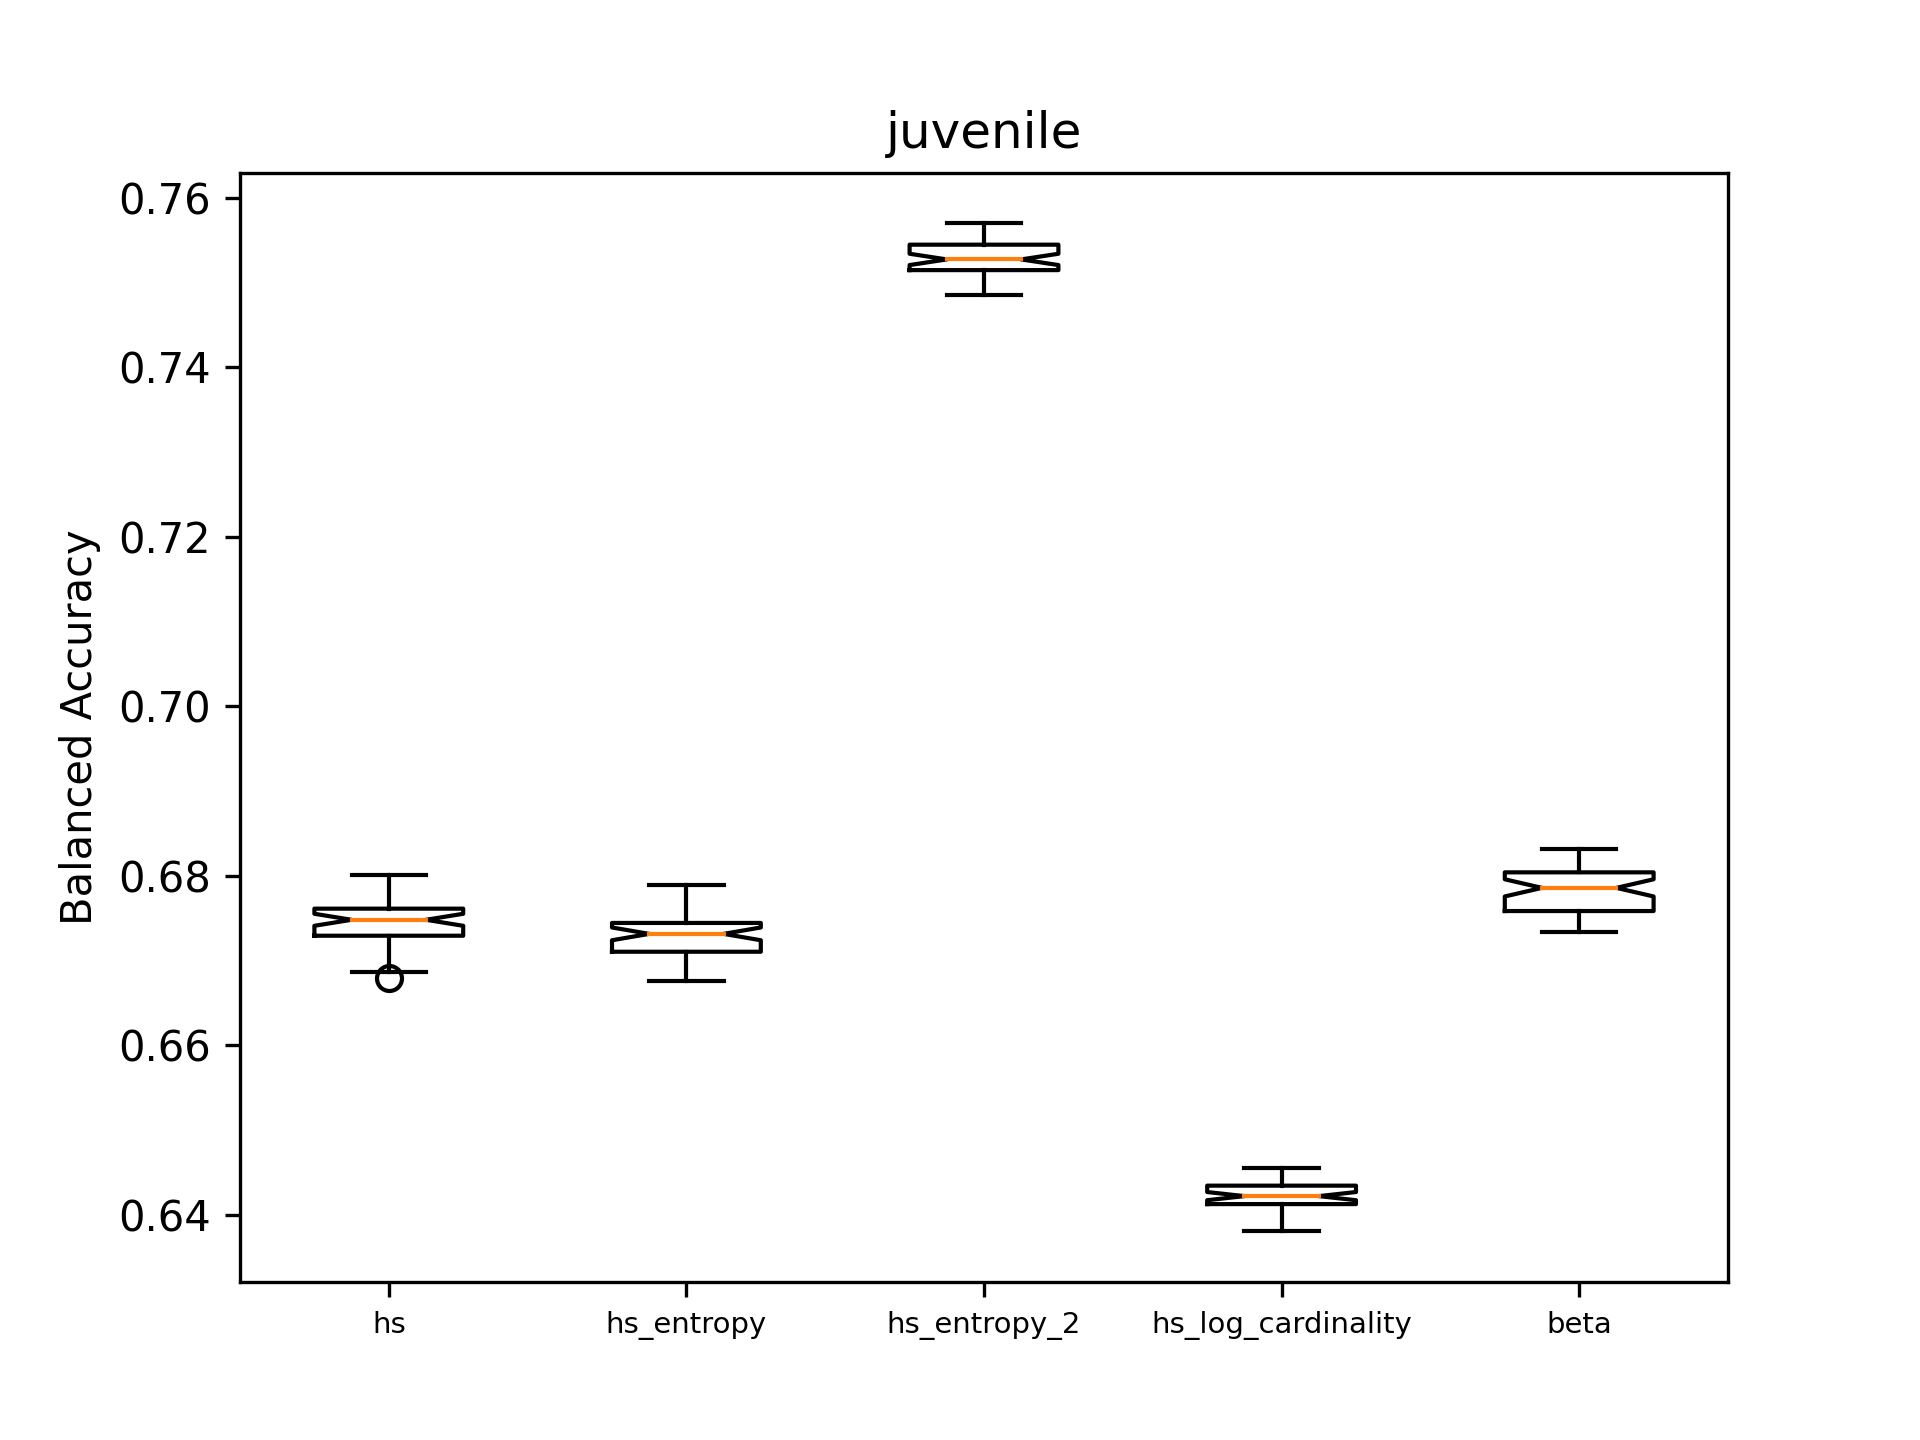 juvenile
Balanced Accuracy
0.76
0.74
0.72
0.70
0.68
0.66
0.64
hs hs_entropy hs_entropy_2 hs_log_cardinality beta